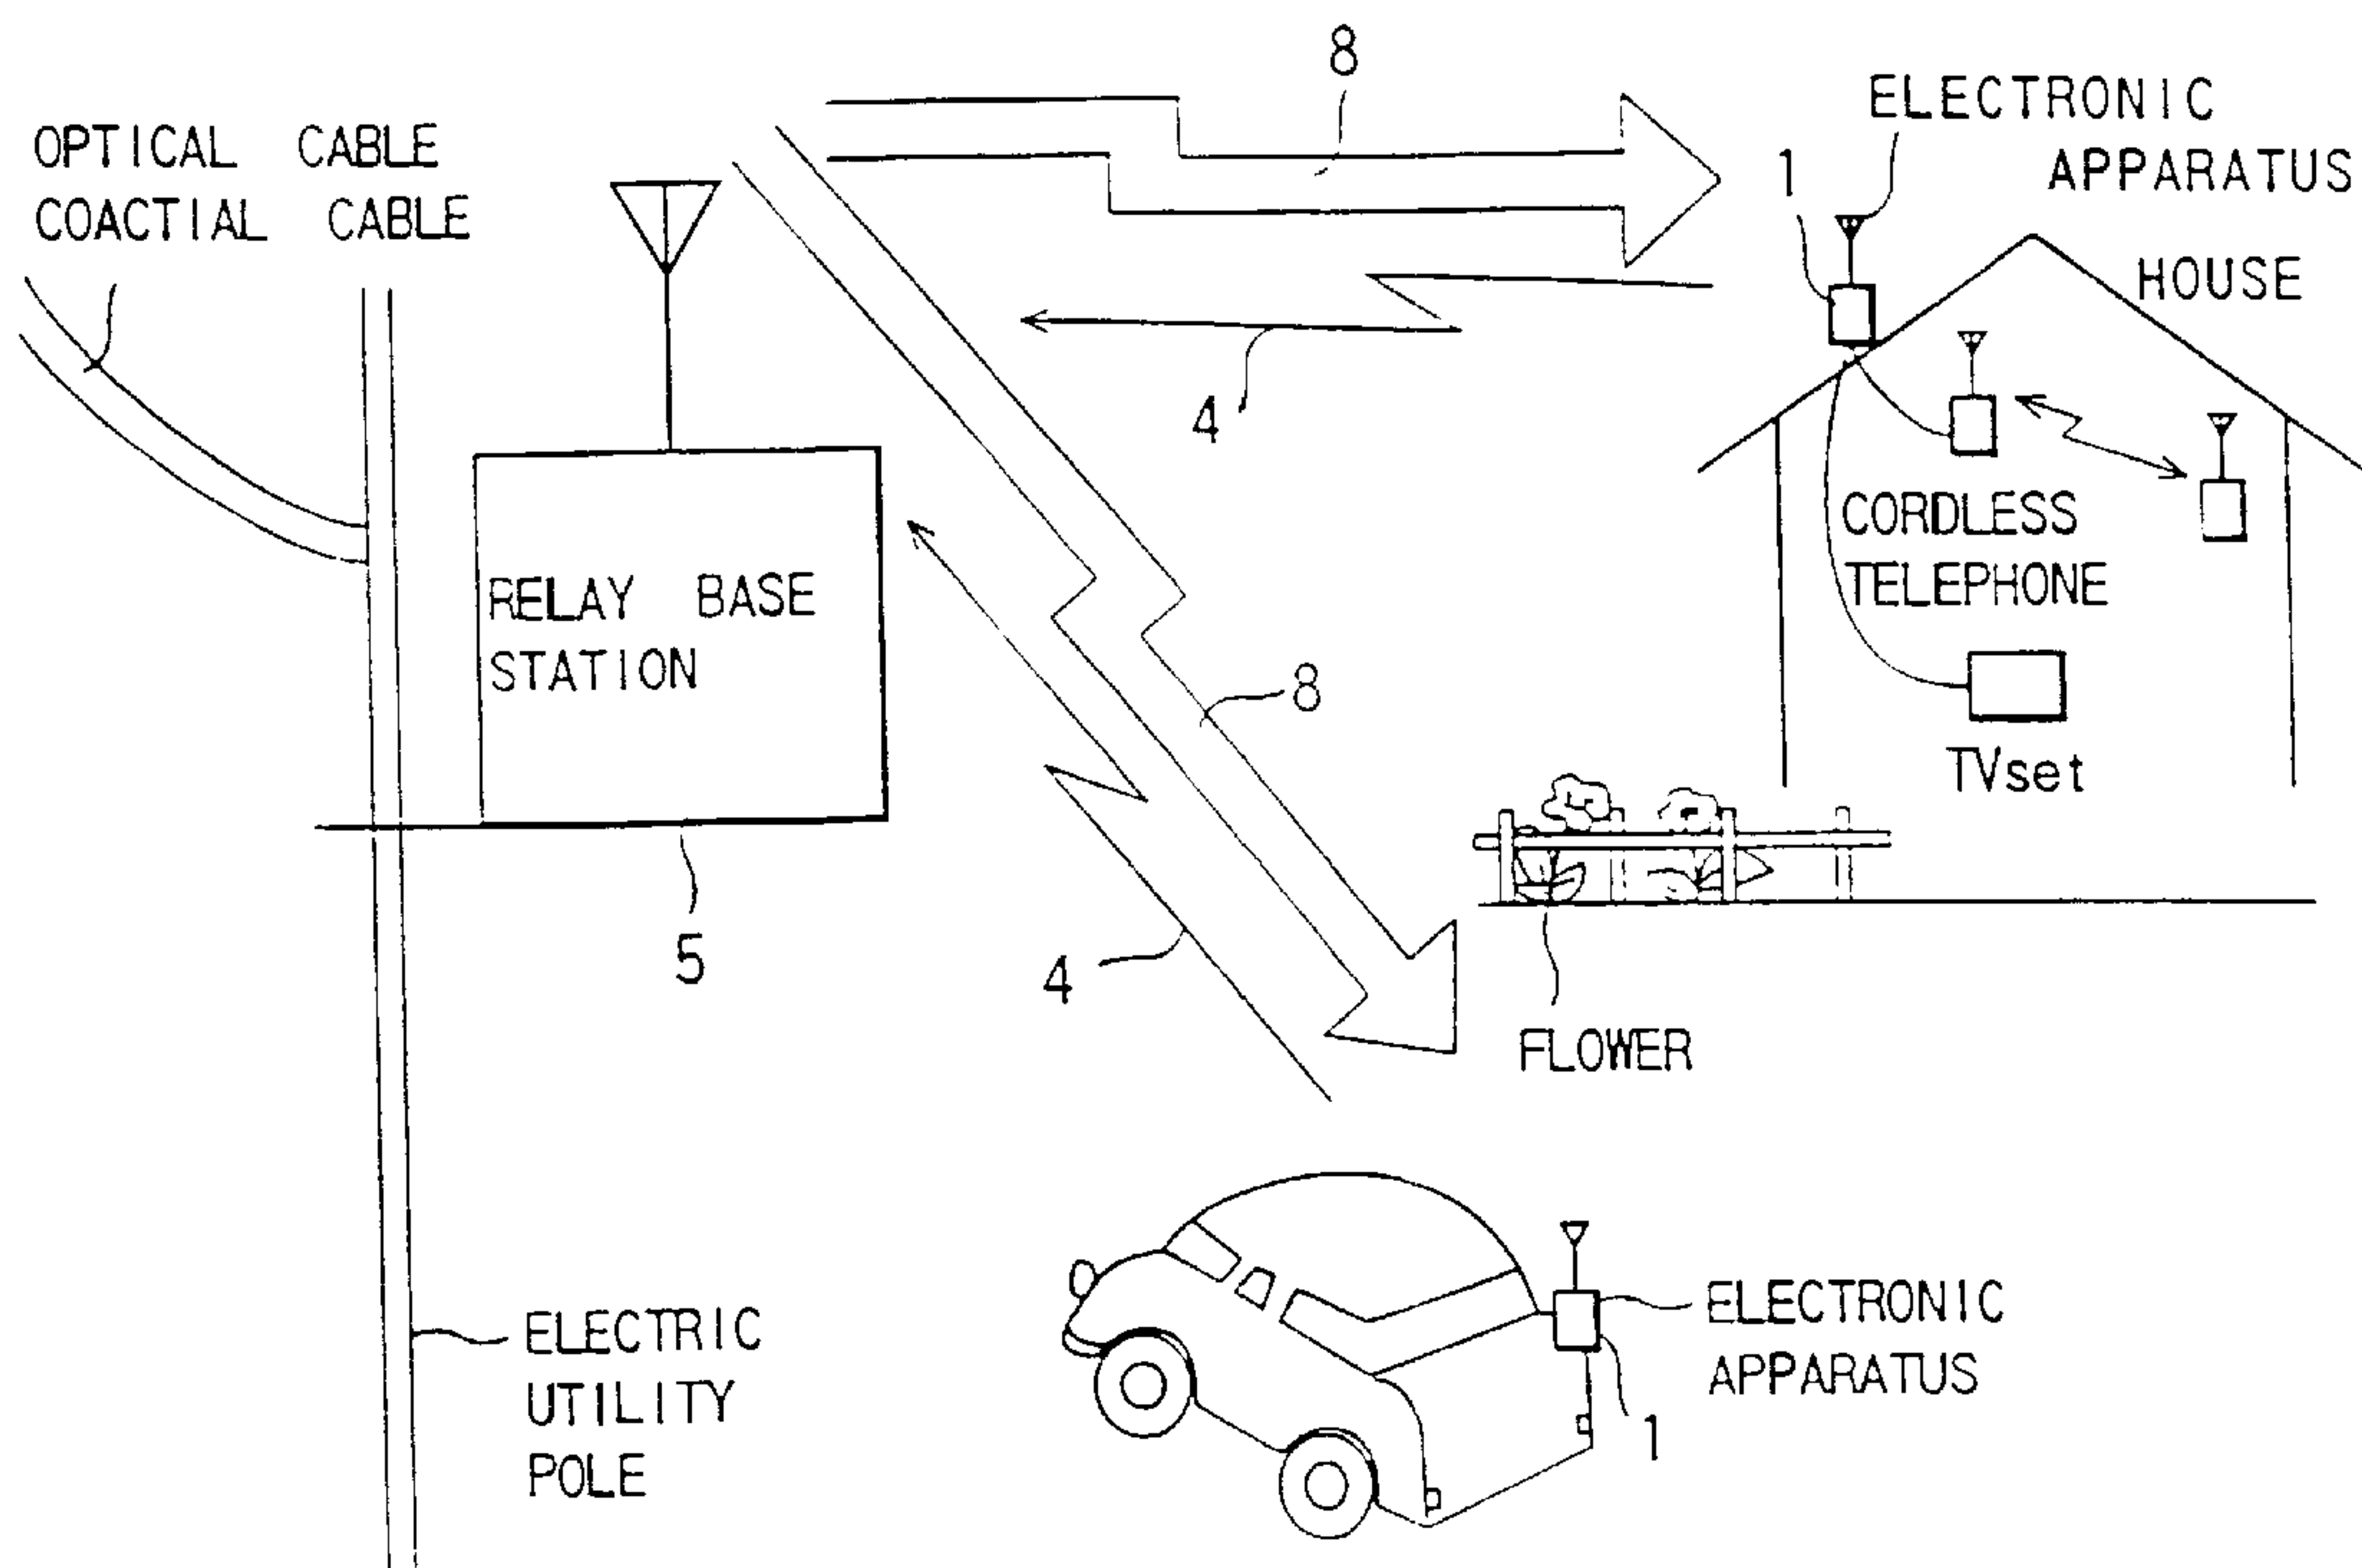 8
ELECTRONIC
APPARATUS
OPTICAL CABLE
COACTIAL CABLE
1
HOUSE
4
CORDLESS
TELEPHONE
RELAY BASE
STATION
8
TVset
5
4
FLOWER
ELECTRIC
UTILITY
POLE
ELECTRONIC
APPARATUS
1